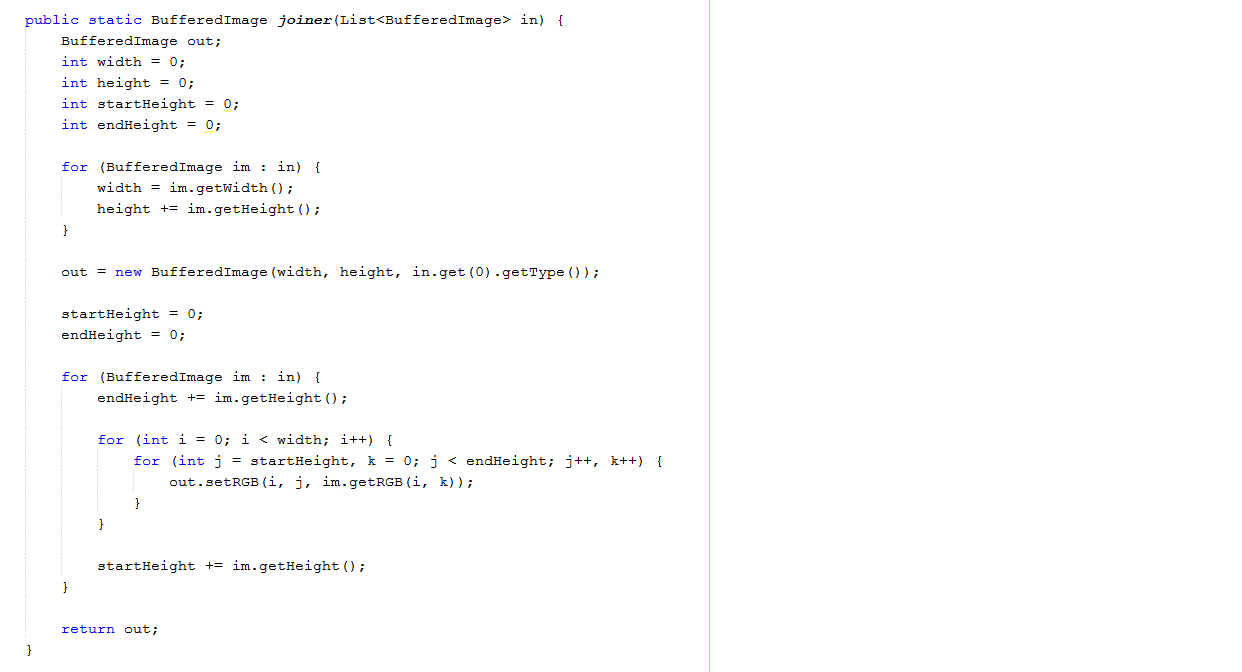 public static BufferedImage joiner(List<BufferedImage> in) {
    BufferedImage out;
    int width = 0;
    int height = 0;
    int startHeight = 0;
    int endHeight = 0;

    for (BufferedImage im : in) {
        width = im.getWidth();
        height += im.getHeight();
    }

    out = new BufferedImage(width, height, in.get(0).getType());

    startHeight = 0;
    endHeight = 0;

    for (BufferedImage im : in) {
        endHeight += im.getHeight();

        for (int i = 0; i < width; i++) {
            for (int j = startHeight, k = 0; j < endHeight; j++, k++) {
                out.setRGB(i, j, im.getRGB(i, k));
            }
        }

        startHeight += im.getHeight();
    }

    return out;
}